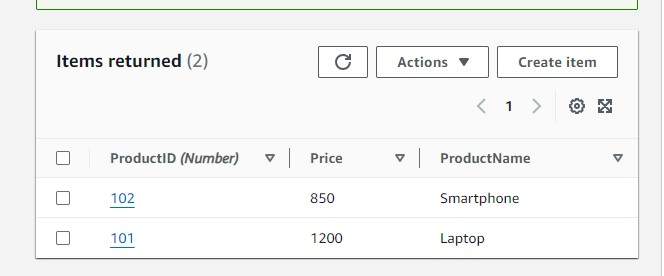 Items returned (2)
Actions
Create item
1
ProductID (Number) Price ProductName
102 850 Smartphone
101 1200 Laptop